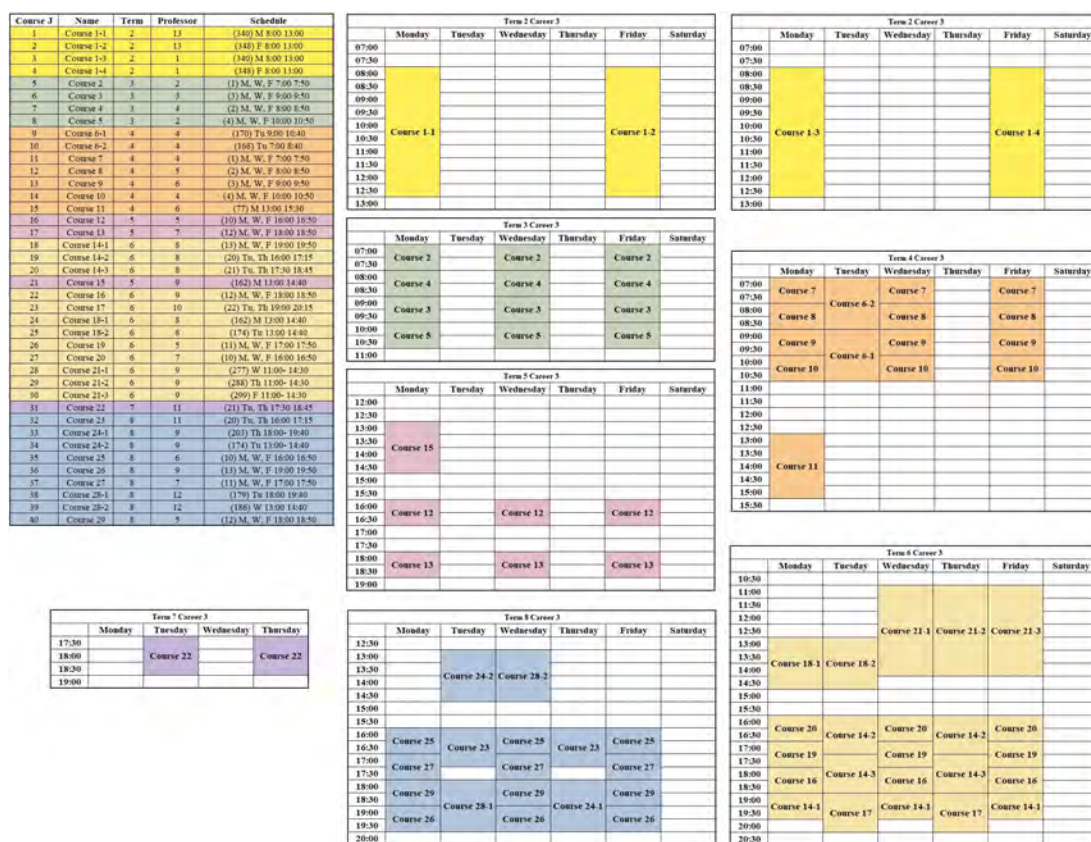 Course J Name Term Professor Schedule
1 Course 1-1 2 13 (340) M 8:00 13:00
2 Course 1-2 2 13 (348) F 8:00 13:00
3 Course 1-3 2 1 (340) M 8:00 13:00
4 Course 1-4 2 1 (348) F 8:00 13:00
5 Course 2 3 2 (1) M, W, F 7:00 7:50
6 Course 3 3 3 (3) M, W, F 9:00 9:50
7 Course 4 3 4 (2) M, W, F 8:00 8:50
8 Course 5 3 2 (4) M, W, F 10:00 10:50
9 Course 6-1 4 4 (170) Tu 9:00 10:40
10 Course 6-2 4 4 (168) Tu 7:00 8:40
11 Course 7 4 4 (1) M, W, F 7:00 7:50
12 Course 8 4 5 (2) M, W, F 8:00 8:50
13 Course 9 4 6 (3) M, W, F 9:00 9:50
14 Course 10 4 4 (4) M, W, F 10:00 10:50
15 Course 11 4 6 (77) M 13:00 15:30
16 Course 12 5 5 (10) M, W, F 16:00 16:50
17 Course 13 5 7 (12) M, W, F 18:00 18:50
18 Course 14-1 6 8 (13) M, W, F 19:00 19:50
19 Course 14-2 6 8 (20) Tu, Th 16:00 17:15
20 Course 14-3 6 8 (21) Tu, Th 17:30 18:45
21 Course 15 5 9 (162) M 13:00 14:40
22 Course 16 6 9 (12) M, W, F 18:00 18:50
23 Course 17 6 10 (22) Tu, Th 19:00 20:15
24 Course 18-1 6 8 (162) M 13:00 14:40
25 Course 18-2 6 8 (174) Tu 13:00 14:40
26 Course 19 6 5 (11) M, W, F 17:00 17:50
27 Course 20 6 7 (10) M, W, F 16:00 16:50
28 Course 21-1 6 9 (277) W 11:00- 14:30
29 Course 21-2 6 9 (288) Th 11:00- 14:30
30 Course 21-3 6 9 (299) F 11:00- 14:30
31 Course 22 7 11 (21) Tu, Th 17:30 18:45
32 Course 23 8 11 (20) Tu, Th 16:00 17:15
33 Course 24-1 8 9 (203) Th 18:00- 19:40
34 Course 24-2 8 9 (174) Tu 13:00- 14:40
35 Course 25 8 6 (10) M, W, F 16:00 16:50
36 Course 26 8 9 (13) M, W, F 19:00 19:50
37 Course 27 8 7 (11) M, W, F 17:00 17:50
38 Course 28-1 8 12 (179) Tu 18:00 19:40
39 Course 28-2 8 12 (186) W 13:00 14:40
40 Course 29 8 5 (12) M, W, F 18:00 18:50
Term 2 Career 3
Monday Tuesday Wednesday Thursday Friday Saturday
07:00
07:30
08:00
08:30
09:00
09:30
10:00
Course 1-1 Course 1-2
10:30
11:00
11:30
12:00
12:30
13:00
Term 2 Career 3
Monday Tuesday Wednesday Thursday Friday Saturday
07:00
07:30
08:00
08:30
09:00
09:30
10:00
Course 1-3 Course 1-4
10:30
11:00
11:30
12:00
12:30
13:00
Term 3 Career 3
Monday Tuesday Wednesday Thursday Friday Saturday
07:00
Course 2 Course 2 Course 2
07:30
08:00
Course 4 Course 4 Course 4
08:30
09:00
Course 3 Course 3 Course 3
09:30
10:00
Course 5 Course 5 Course 5
10:30
11:00
Term 4 Career 3
Monday Tuesday Wednesday Thursday Friday Saturday
07:00
Course 7 Course 7 Course 7
07:30
Course 6-2
08:00
Course 8 Course 8 Course 8
08:30
09:00
Course 9 Course 9 Course 9
09:30
Course 6-1
10:00
Course 10 Course 10 Course 10
10:30
11:00
11:30
12:00
12:30
13:00
13:30
14:00 Course 11
14:30
15:00
15:30
Term 5 Career 3
Monday Tuesday Wednesday Thursday Friday Saturday
12:00
12:30
13:00
13:30
Course 15
14:00
14:30
15:00
15:30
16:00
Course 12 Course 12 Course 12
16:30
17:00
17:30
18:00
Course 13 Course 13 Course 13
18:30
19:00
Term 6 Career 3
Monday Tuesday Wednesday Thursday Friday Saturday
10:30
11:00
11:30
12:00
12:30 Course 21-1 Course 21-2 Course 21-3
13:00
13:30
Course 18-1 Course 18-2
14:00
14:30
15:00
15:30
16:00
Course 20 Course 20 Course 20
16:30 Course 14-2 Course 14-2
17:00
Course 19 Course 19 Course 19
17:30
18:00 Course 14-3 Course 14-3
Course 16 Course 16 Course 16
18:30
19:00
Course 14-1 Course 14-1 Course 14-1
19:30 Course 17 Course 17
20:00
20:30
Term 7 Career 3
Monday Tuesday Wednesday Thursday
17:30
18:00 Course 22 Course 22
18:30
19:00
Term 8 Career 3
Monday Tuesday Wednesday Thursday Friday Saturday
12:30
13:00
13:30
Course 24-2 Course 28-2
14:00
14:30
15:00
15:30
16:00
Course 25 Course 25 Course 25
16:30 Course 23 Course 23
17:00
Course 27 Course 27 Course 27
17:30
18:00
Course 29 Course 29 Course 29
18:30
Course 28-1 Course 24-1
19:00
Course 26 Course 26 Course 26
19:30
20:00